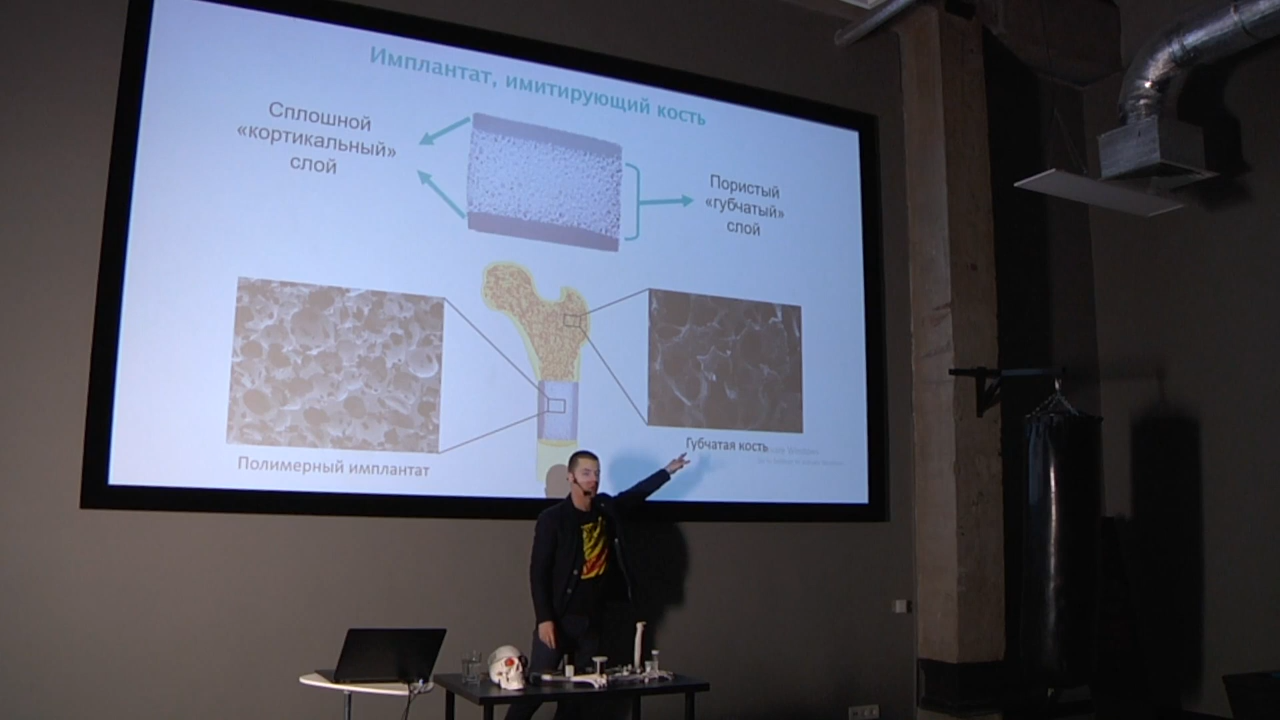 Имплантат, имитирующий кость
Сплошной
«кортикальный»
слой
Пористый
«губчатый»
слой
Полимерный имплантат
Губчатая кость